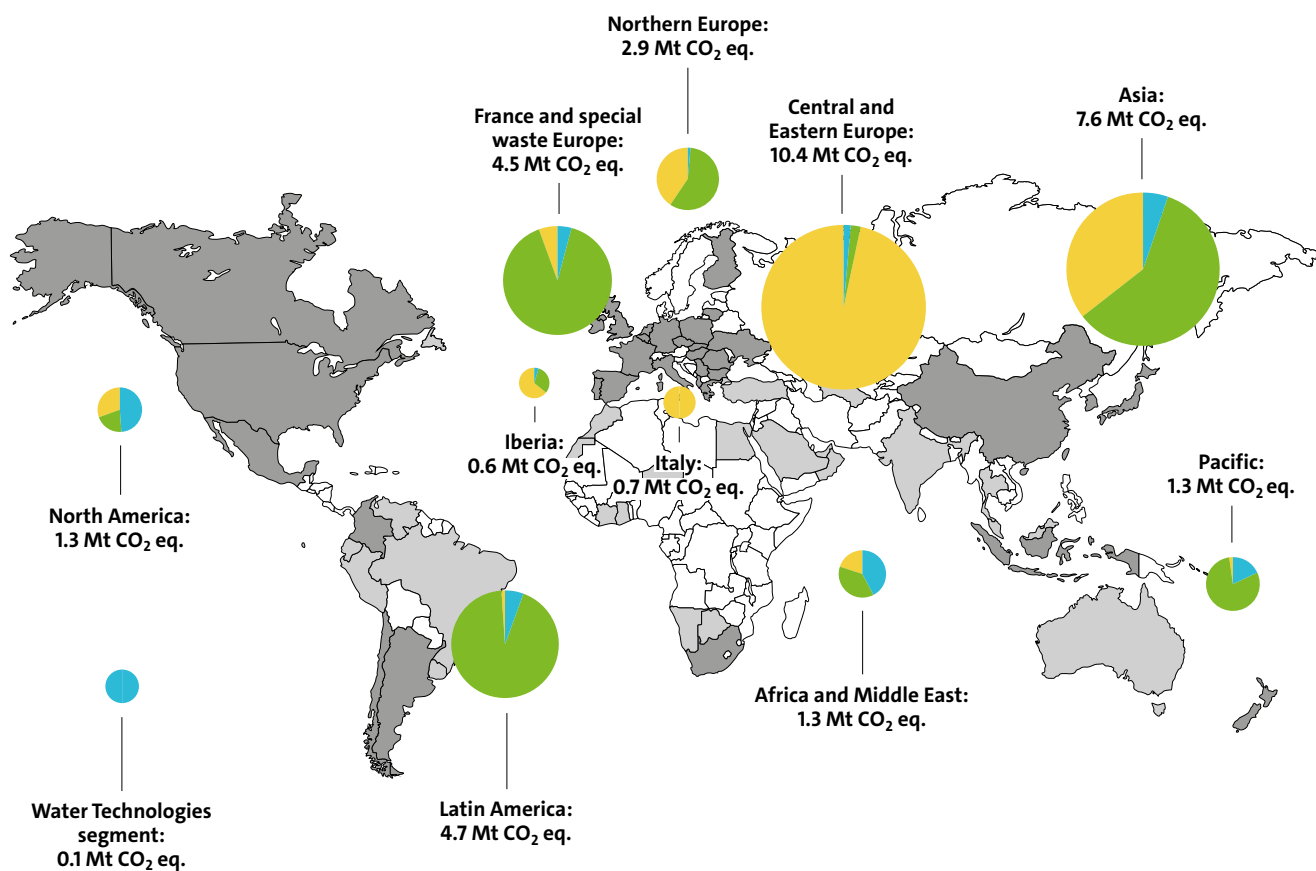 Northern Europe:
2.9 Mt CO₂ eq.
France and special
waste Europe:
4.5 Mt CO₂ eq.
Central and
Eastern Europe:
10.4 Mt CO₂ eq.
Asia:
7.6 Mt CO₂ eq.
Iberia:
0.6 Mt CO₂ eq.
Italy:
0.7 Mt CO₂ eq.
Pacific:
1.3 Mt CO₂ eq.
North America:
1.3 Mt CO₂ eq.
Africa and Middle East:
1.3 Mt CO₂ eq.
Water Technologies
segment:
0.1 Mt CO₂ eq.
Latin America:
4.7 Mt CO₂ eq.